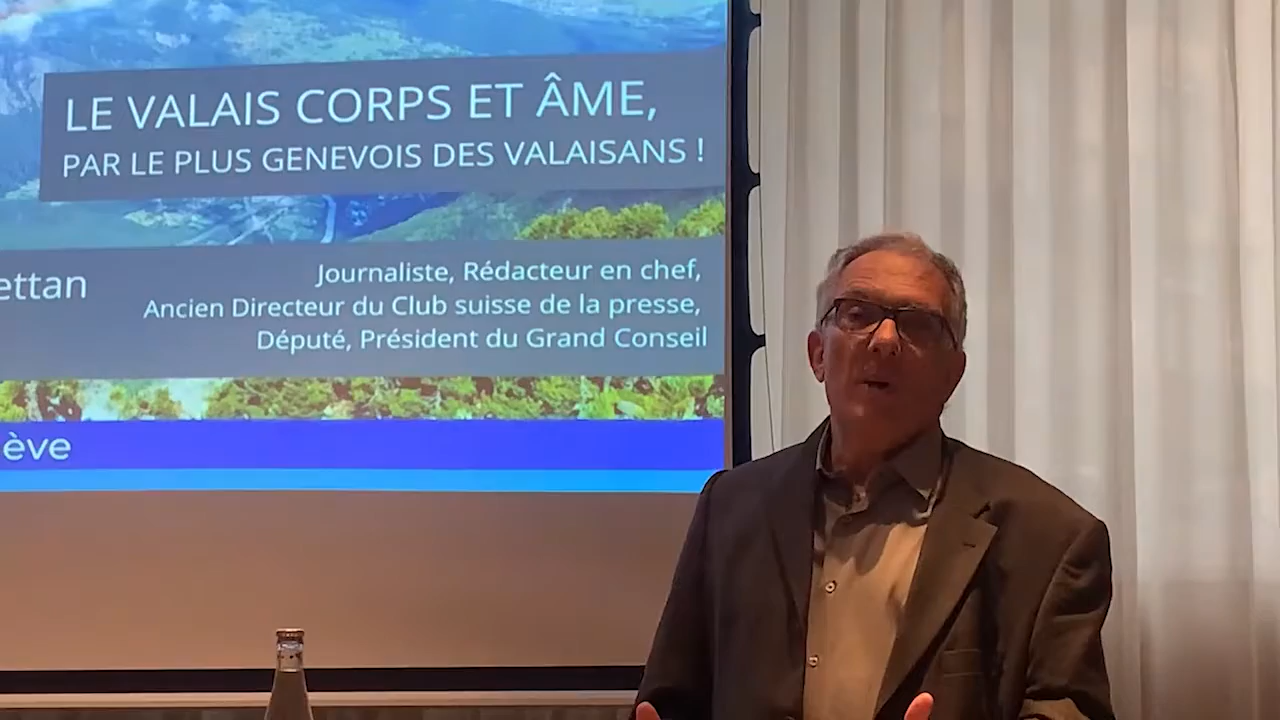 LE VALAIS CORPS ET ÂME,
PAR LE PLUS GENEVOIS DES VALAISANS !
ettan
Journaliste, Rédacteur en chef,
Ancien Directeur du Club suisse de la presse,
Député, Président du Grand Conseil
ève